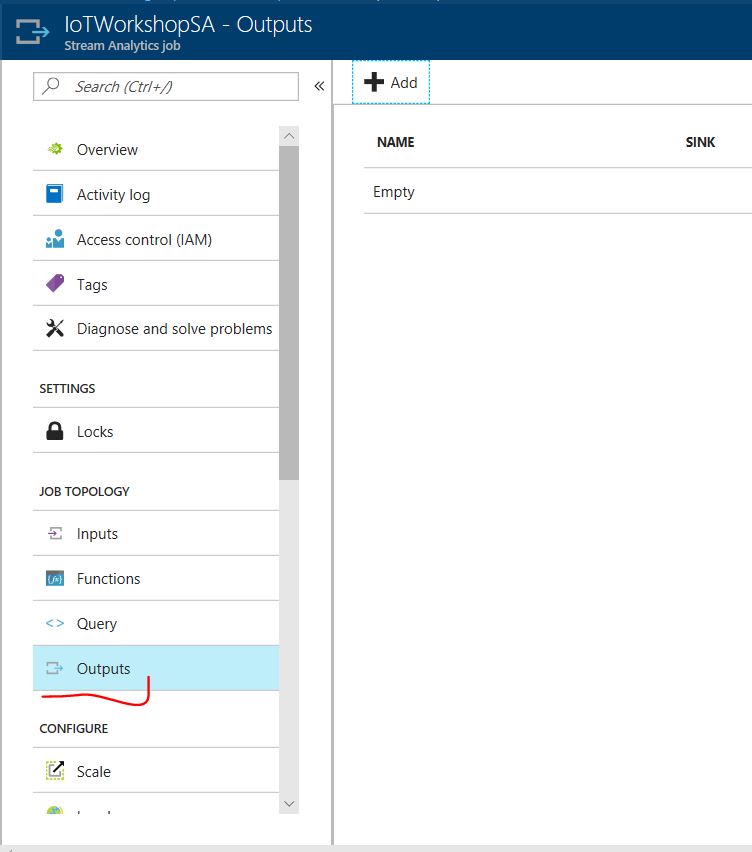 IoTWorkshopSA - Outputs
Stream Analytics job
Search (Ctrl+/)
«
Add
Overview
Activity log
Access control (IAM)
Tags
Diagnose and solve problems
SETTINGS
Locks
JOB TOPOLOGY
Inputs
Functions
Query
Outputs
CONFIGURE
Scale
NAME SINK
Empty